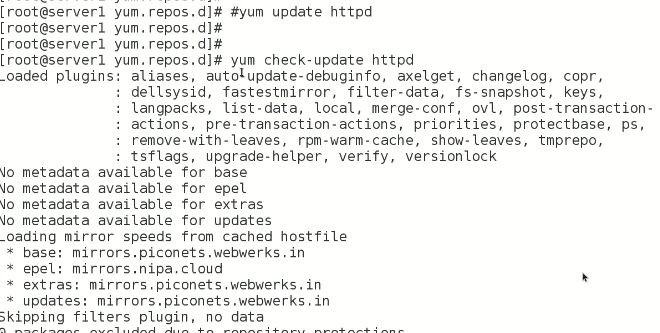 [root@server1 yum.repos.d]#
[root@server1 yum.repos.d]# #yum update httpd
[root@server1 yum.repos.d]#
[root@server1 yum.repos.d]#
[root@server1 yum.repos.d]# yum check-update httpd
Loaded plugins: aliases, auto-update-debuginfo, axelget, changelog, copr,
: dellsysid, fastestmirror, filter-data, fs-snapshot, keys,
: langpacks, list-data, local, merge-conf, ovl, post-transaction-
: actions, pre-transaction-actions, priorities, protectbase, ps,
: remove-with-leaves, rpm-warm-cache, show-leaves, tmprepo,
: tsflags, upgrade-helper, verify, versionlock
No metadata available for base
No metadata available for epel
No metadata available for extras
No metadata available for updates
Loading mirror speeds from cached hostfile
* base: mirrors.piconets.webwerks.in
* epel: mirrors.nipa.cloud
* extras: mirrors.piconets.webwerks.in
* updates: mirrors.piconets.webwerks.in
Skipping filters plugin, no data
0 packages excluded due to repository protections